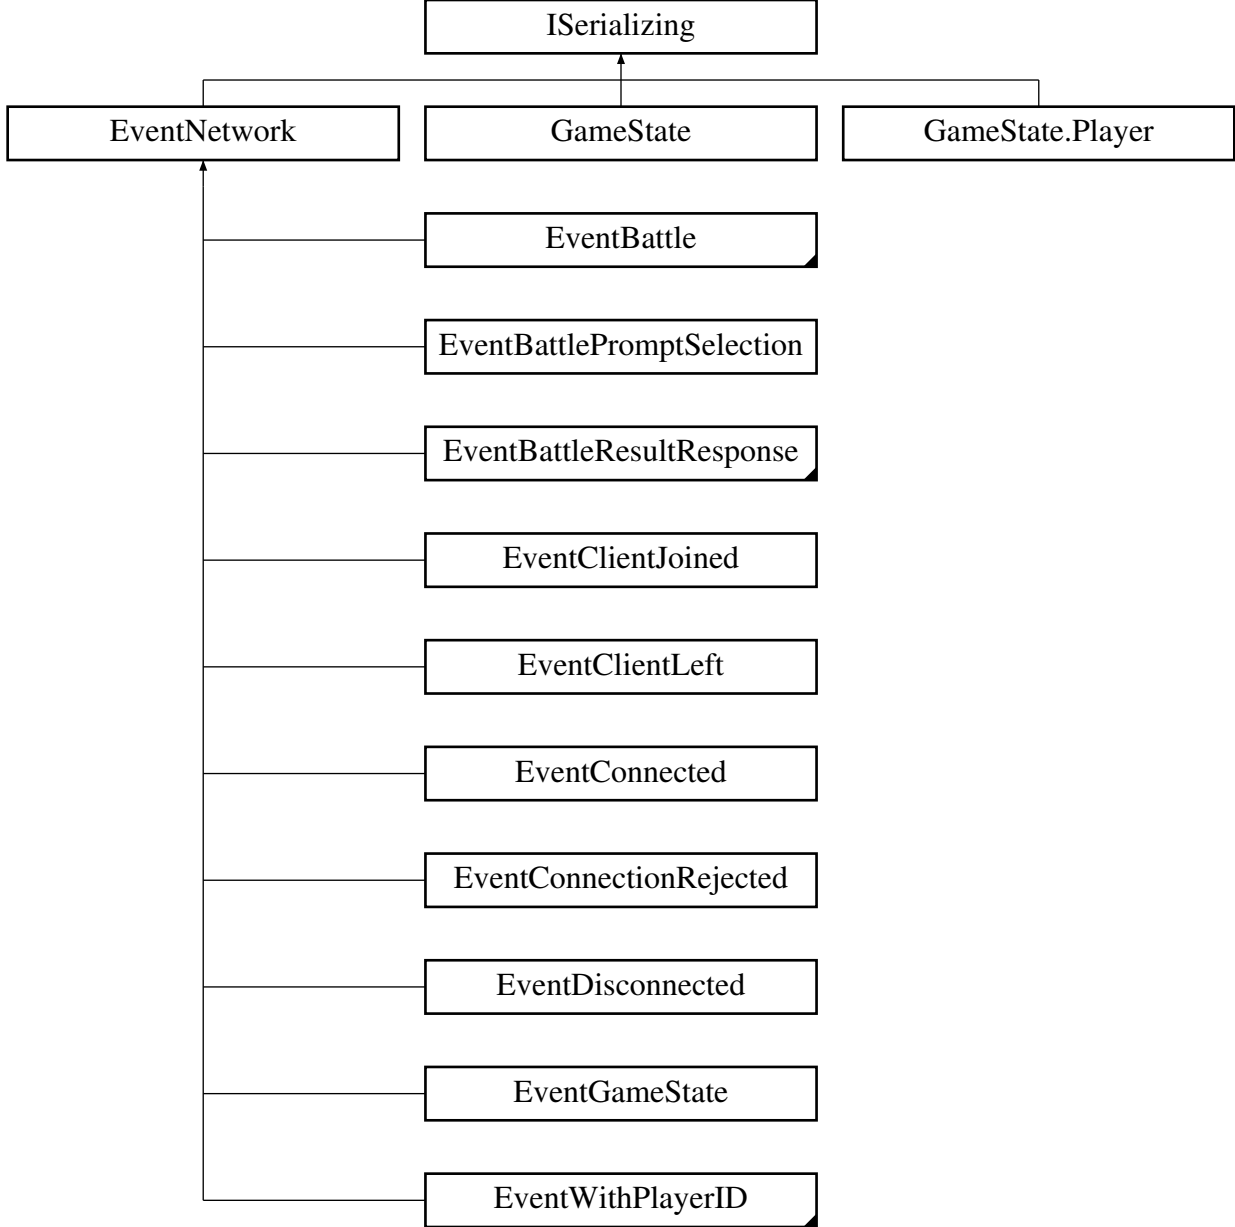 ISerializing
EventNetwork GameState GameState.Player
EventBattle
EventBattlePromptSelection
EventBattleResultResponse
EventClientJoined
EventClientLeft
EventConnected
EventConnectionRejected
EventDisconnected
EventGameState
EventWithPlayerID